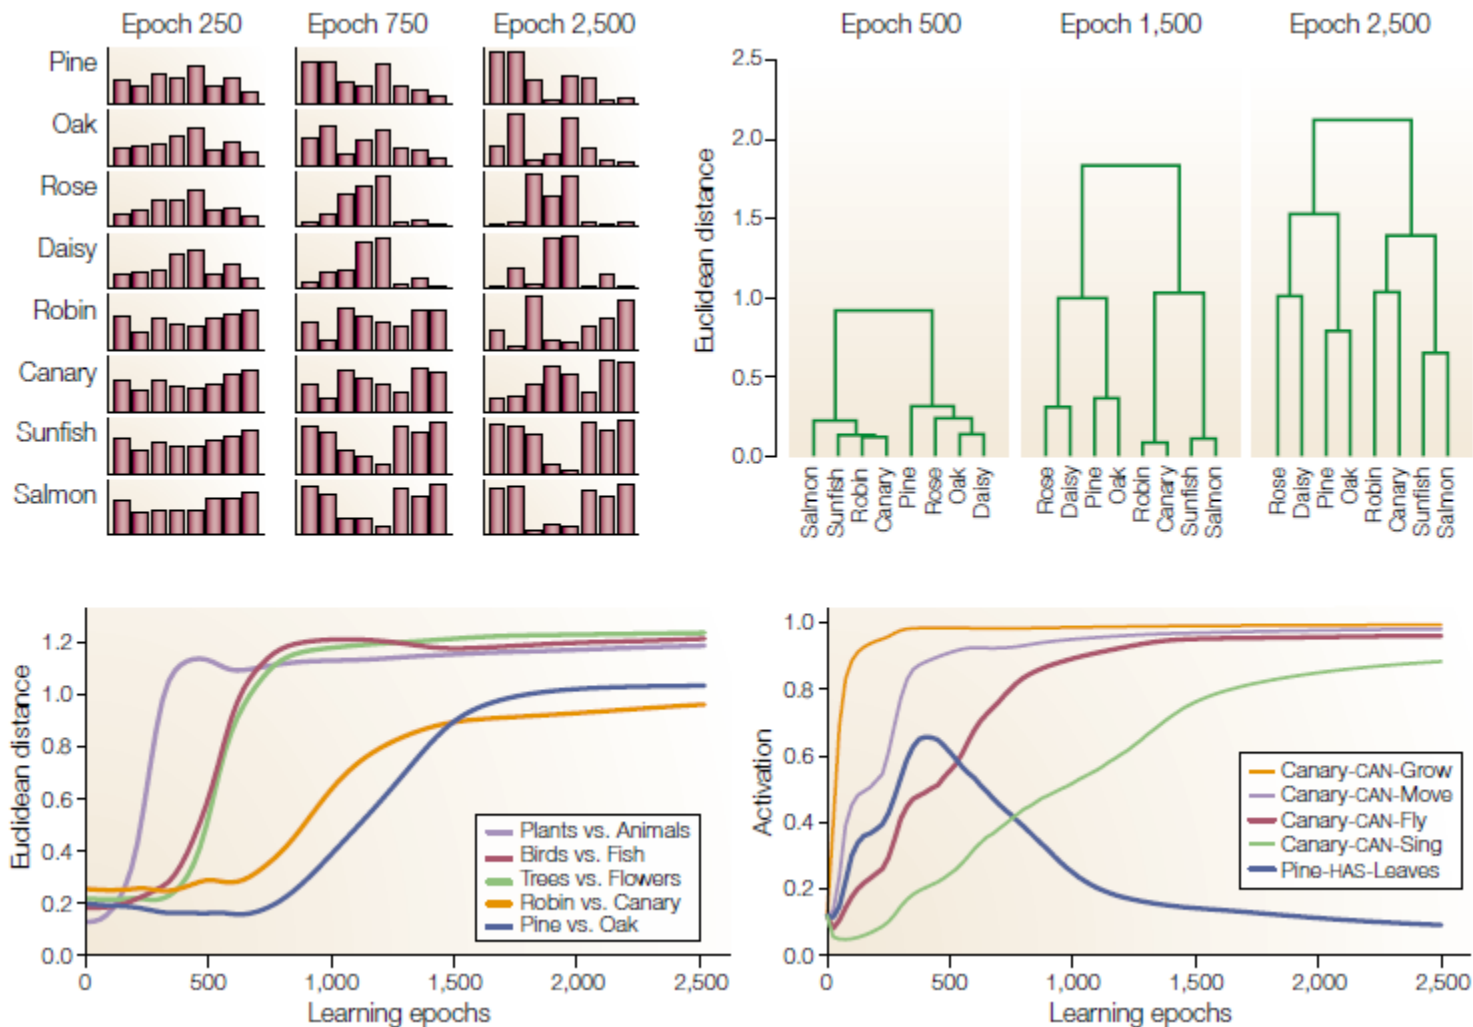 Epoch 250
Epoch 750
Epoch 2,500
Pine
Oak
Rose
Daisy
Robin
Canary
Sunfish
Salmon
Epoch 500
Epoch 1,500
Epoch 2,500
Euclidean distance
2.5
2.0
1.5
1.0
0.5
0.0
Salmon
Sunfish
Robin
Canary
Pine
Rose
Oak
Daisy
Rose
Daisy
Pine
Oak
Robin
Canary
Sunfish
Salmon
Rose
Daisy
Pine
Oak
Robin
Canary
Sunfish
Salmon
Euclidean distance
1.2
1.0
0.8
0.6
0.4
0.2
0.0
Plants vs. Animals
Birds vs. Fish
Trees vs. Flowers
Robin vs. Canary
Pine vs. Oak
0
500
1,000
1,500
2,000
2,500
Learning epochs
Activation
1.0
0.8
0.6
0.4
0.2
0.0
Canary-CAN-Grow
Canary-CAN-Move
Canary-CAN-Fly
Canary-CAN-Sing
Pine-HAS-Leaves
0
500
1,000
1,500
2,000
2,500
Learning epochs